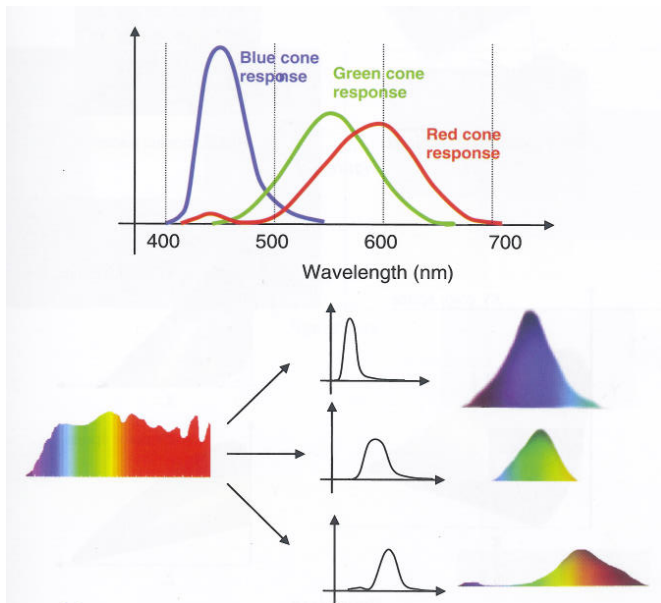 Blue cone
response
Green cone
response
Red cone
response
400 500 600 700
Wavelength (nm)